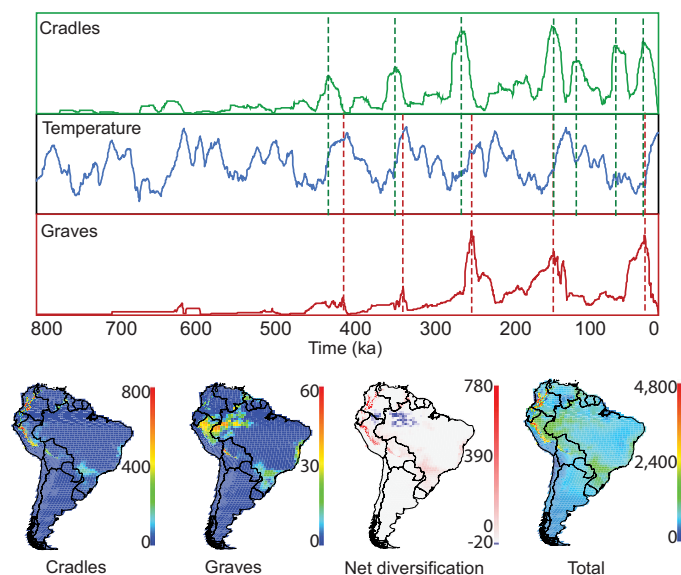 Cradles
Temperature
Graves
800 700 600 500 400 300 200 100 0
Time (ka)
800 60 780 4,800
400 30 390 2,400
0 0 0 -20 0
Cradles Graves Net diversification Total